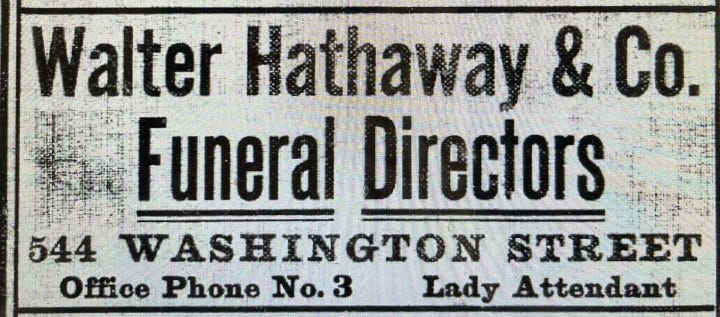 Walter Hathaway & Co.
Funeral Directors
544 WASHINGTON STREET
Office Phone No. 3 Lady Attendant